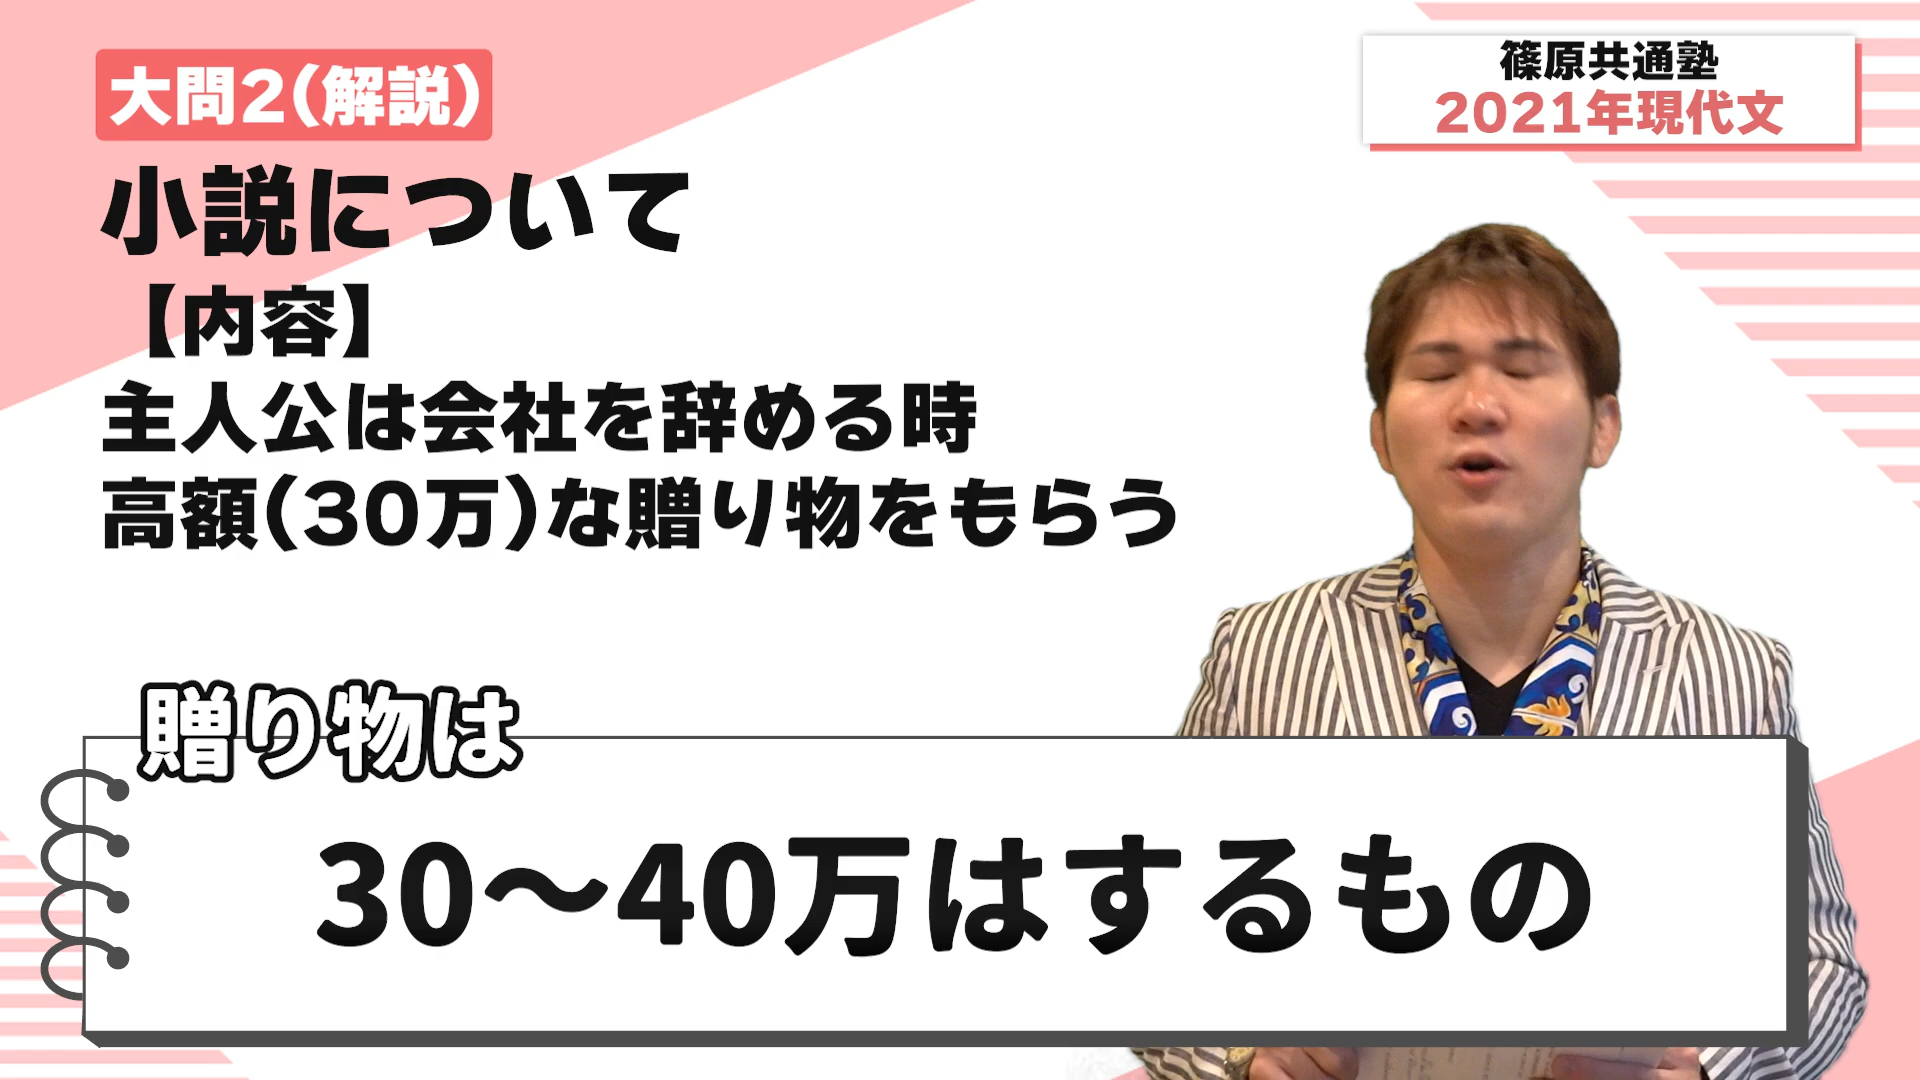 大問2(解説)
篠原共通塾
2021年現代文
小説について
【内容】
主人公は会社を辞める時
高額(30万)な贈り物をもらう
贈り物は
30〜40万はするもの